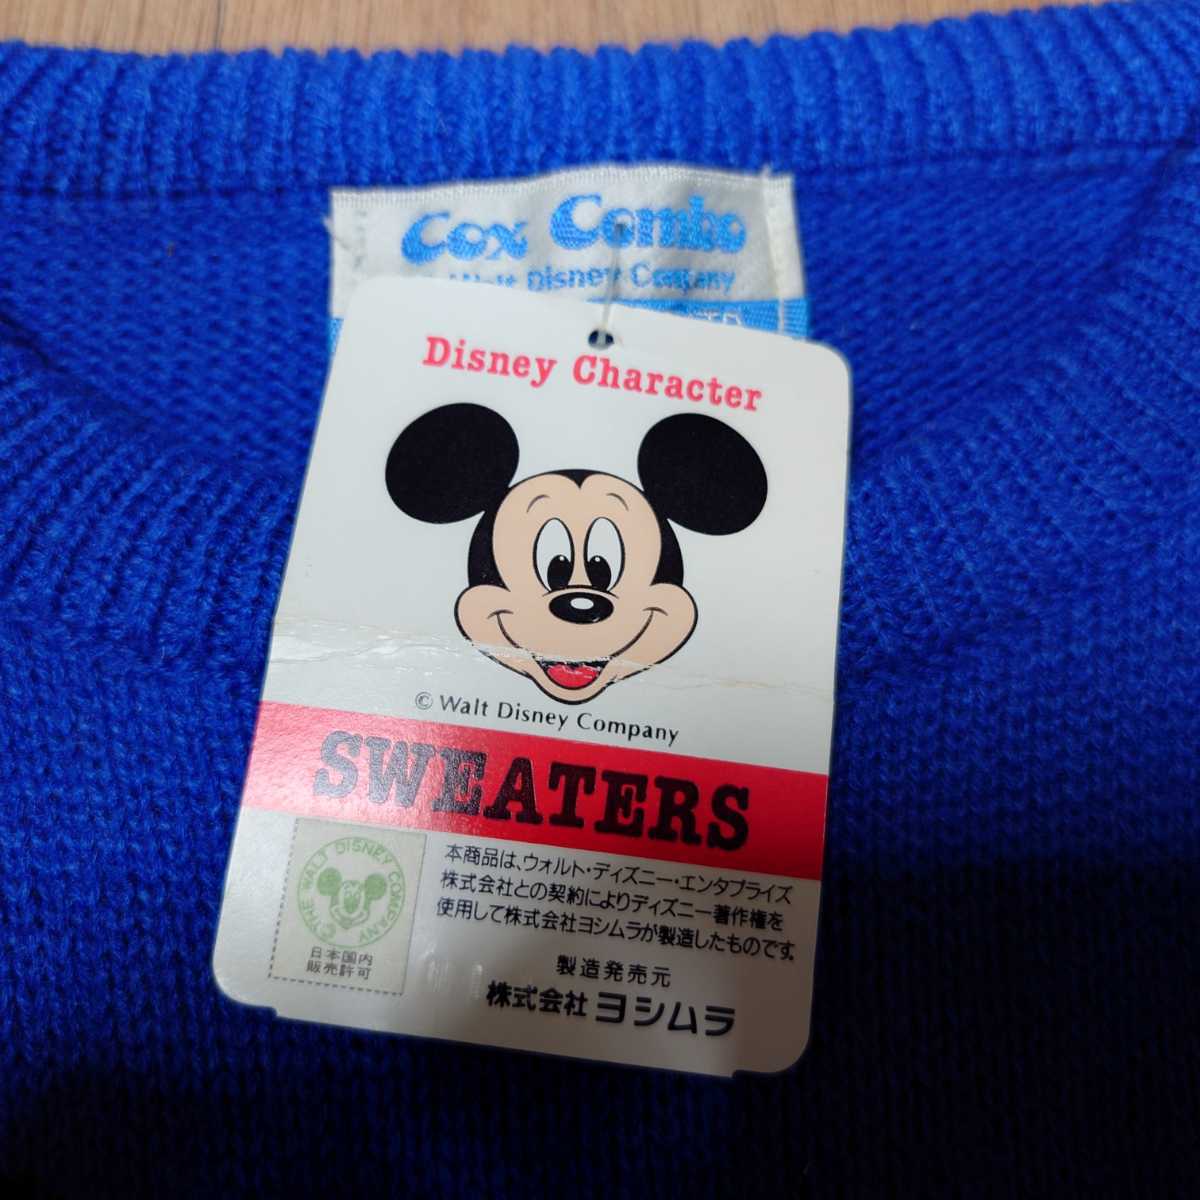 Cox Combo
Walt Disney Company
Disney Character
© Walt Disney Company
SWEATERS
THE WALT DISNEY COMPANY
日本国内
販売許可
本商品は、ウォルト・ディズニー・エンタプライズ
株式会社との契約によりディズニー著作権を
使用して株式会社ヨシムラが製造したものです。
製造発売元
株式会社 ヨシムラ